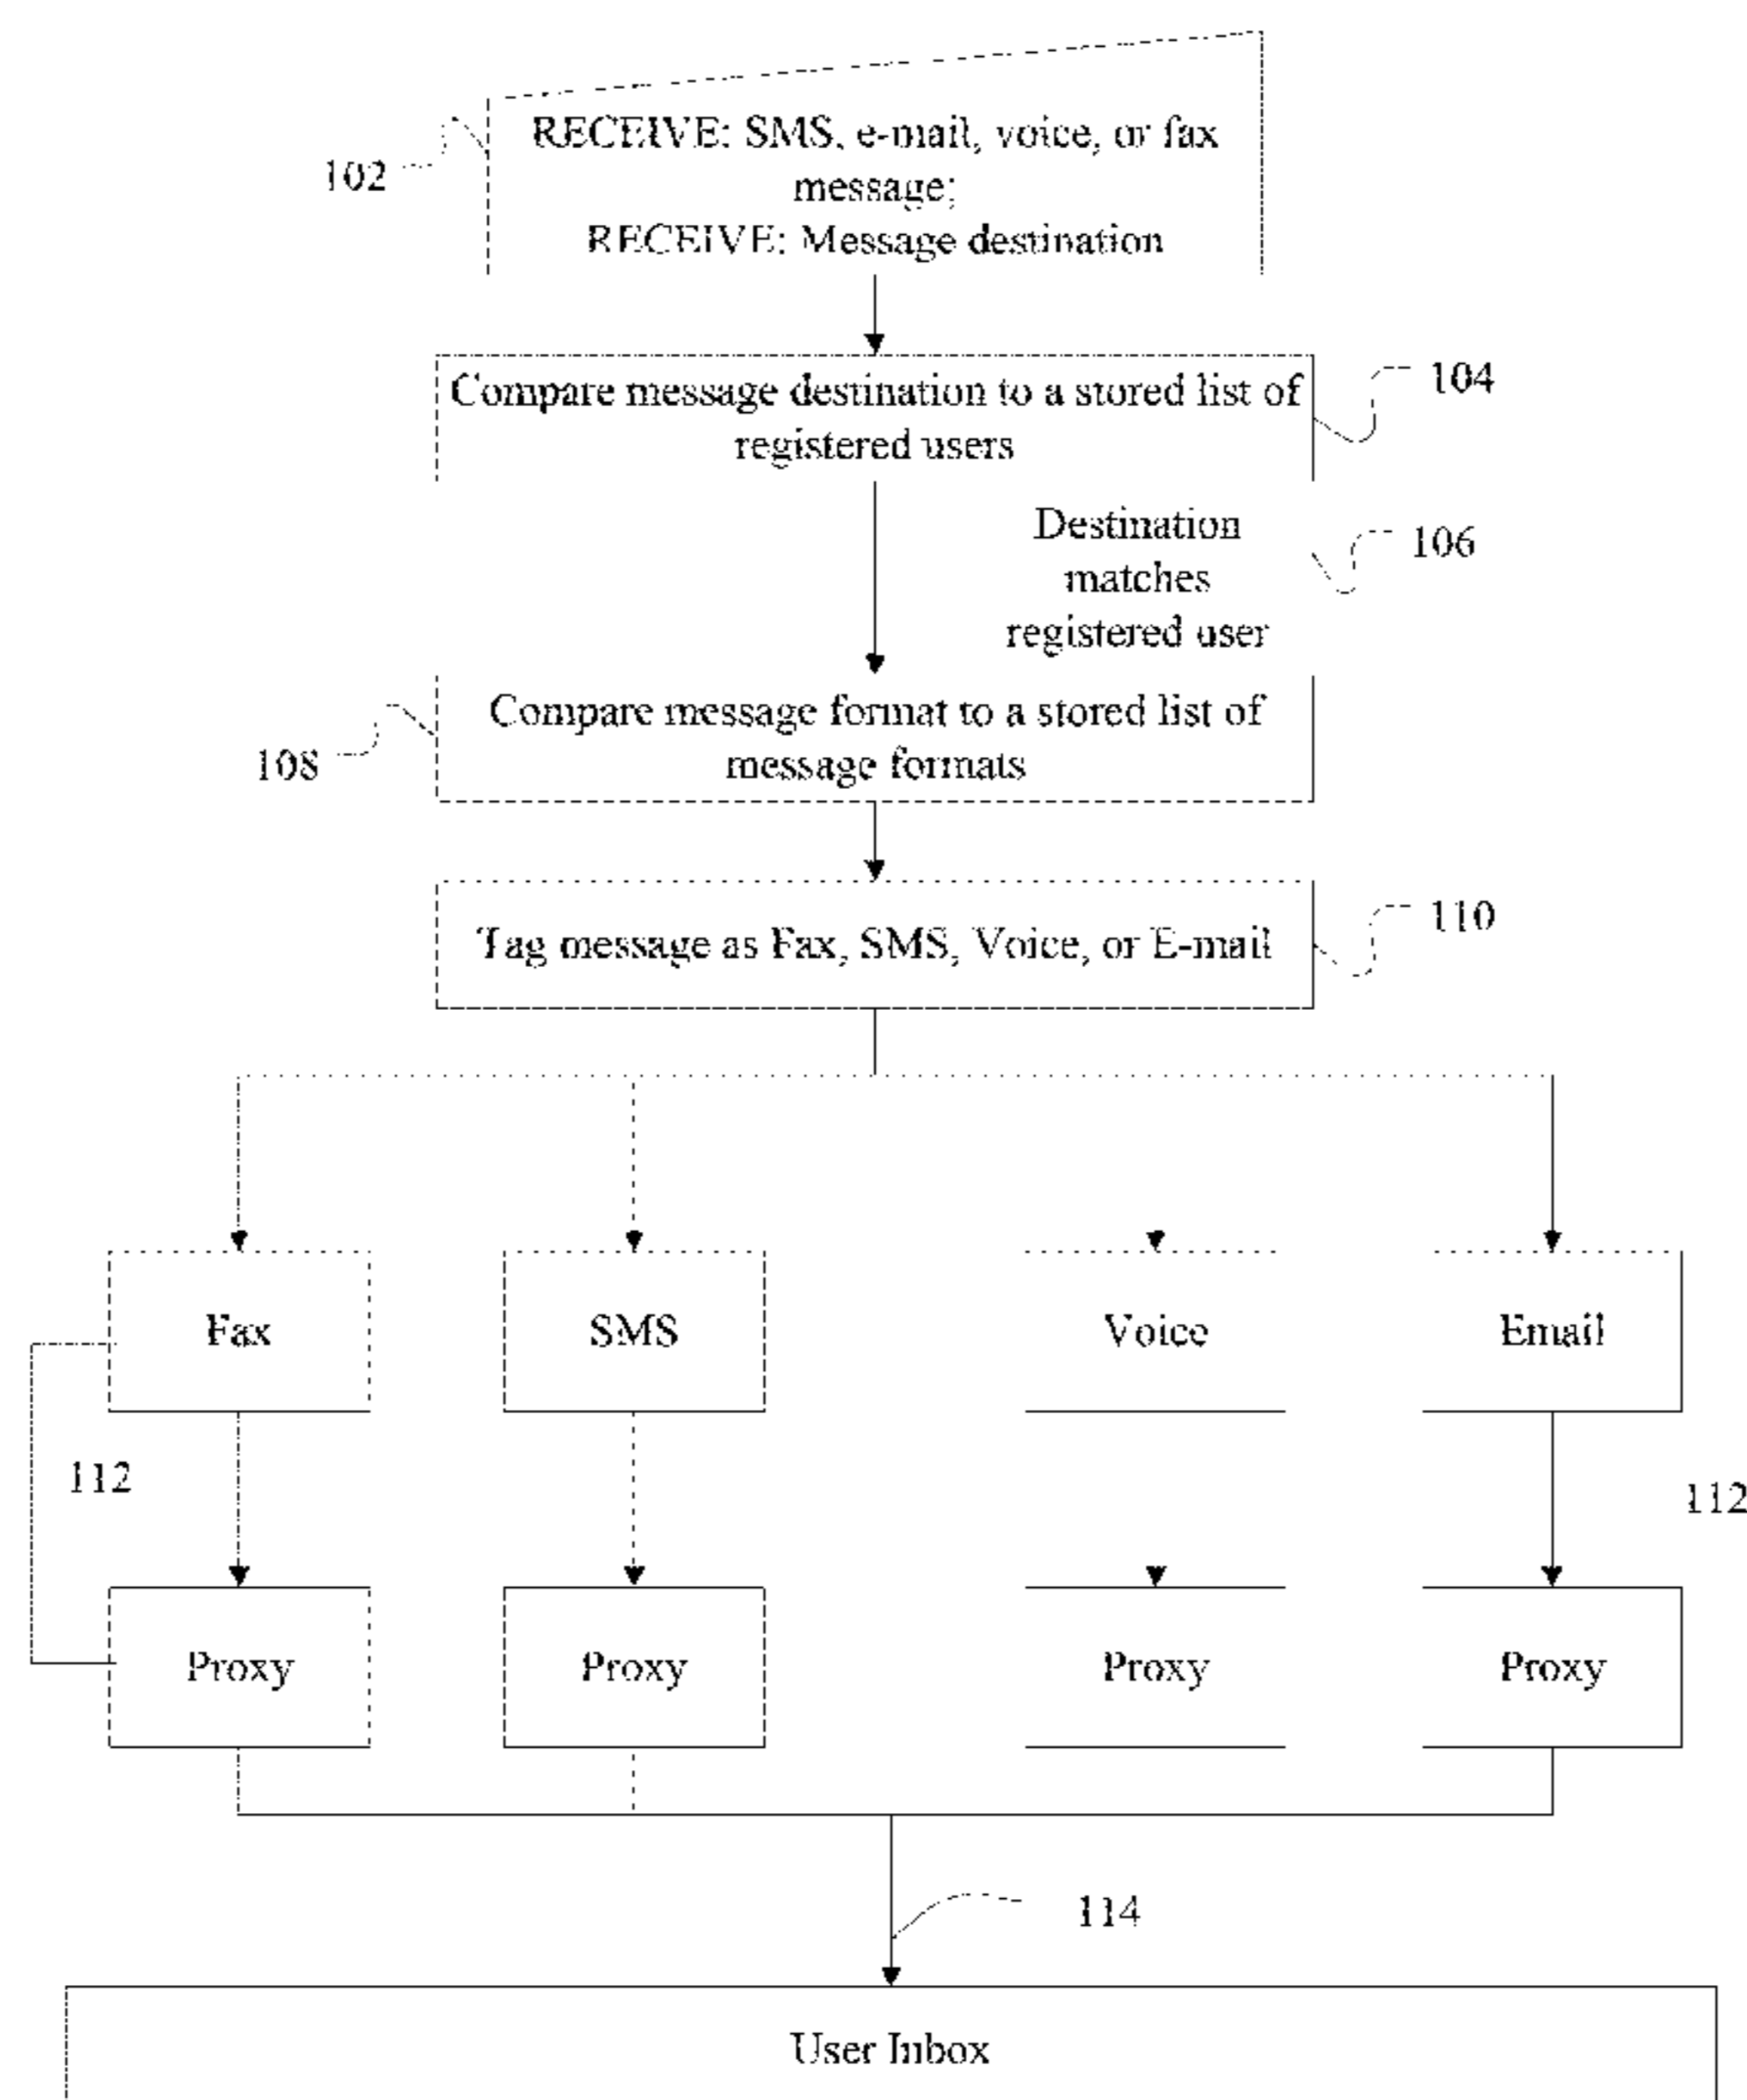 RECEIVE: SMS, e-mail, voice, or fax
message;
RECEIVE: Message destination
102
Compare message destination to a stored list of
registered users
104
Destination
matches
registered user
106
Compare message format to a stored list of
message formats
108
Tag message as Fax, SMS, Voice, or E-mail
110
Fax
SMS
Voice
Email
112
112
Proxy
Proxy
Proxy
Proxy
114
User Inbox